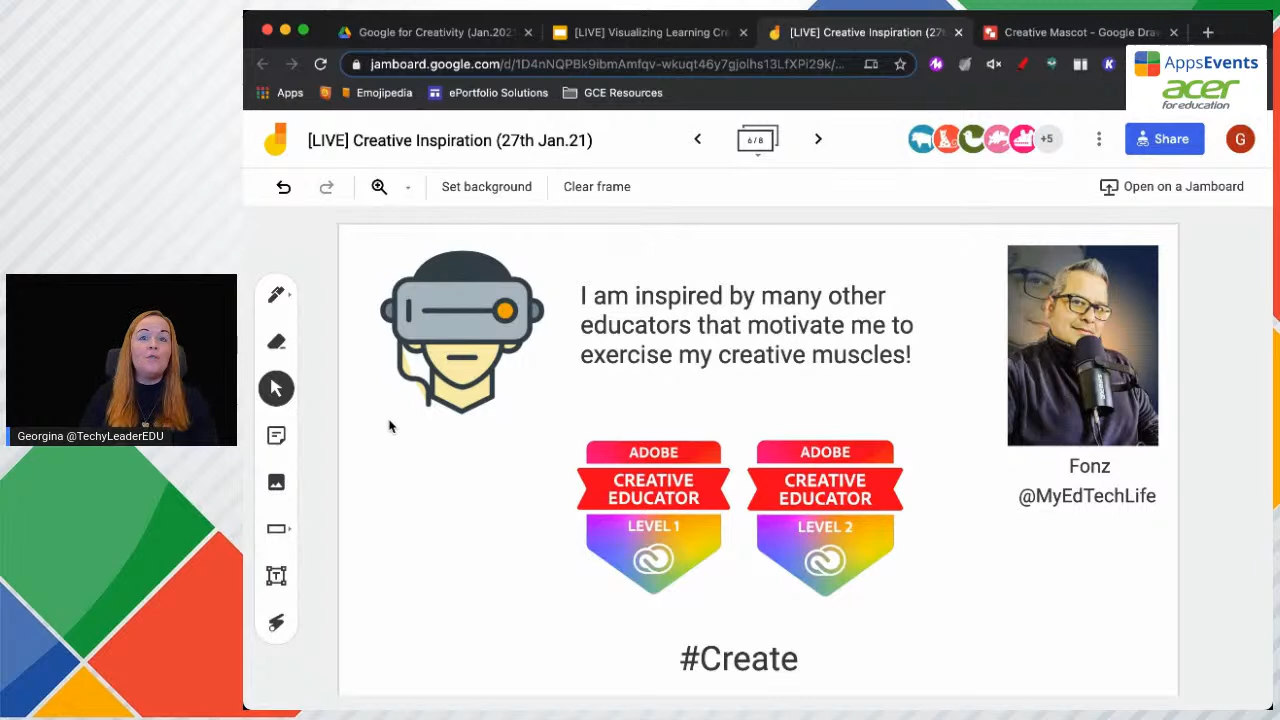 Google for Creativity (Jan.202
[LIVE] Visualizing Learning Cre
[LIVE] Creative Inspiration (27t
Creative Mascot - Google Dra
jamboard.google.com/d/1D4nNQPBk9ibmAmfqv-wkuqt46y7gjolhs13LfXPi29k/...
Apps
Emojipedia
ePortfolio Solutions
GCE Resources
AppsEvents
acer
for education
[LIVE] Creative Inspiration (27th Jan.21)
6/8
+5
Share
G
Set background
Clear frame
Open on a Jamboard
I am inspired by many other
educators that motivate me to
exercise my creative muscles!
Fonz
@MyEdTechLife
ADOBE
CREATIVE
EDUCATOR
LEVEL 1
ADOBE
CREATIVE
EDUCATOR
LEVEL 2
#Create
Georgina @TechyLeaderEDU